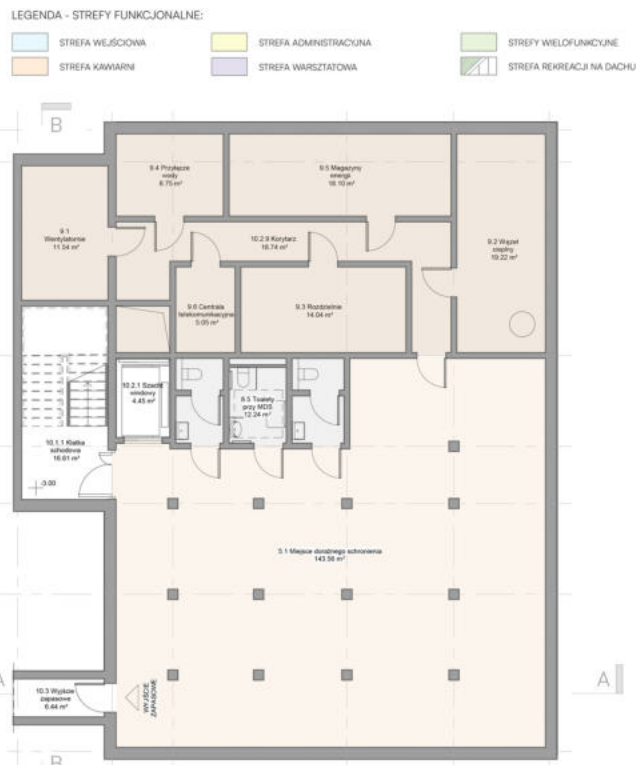 LEGENDA - STREFY FUNKCJONALNE:
STREFA WEJŚCIOWA
STREFA ADMINISTRACYJNA
STREFY WIELOFUNKCYJNE
STREFA KAWIARNI
STREFA WARSZTATOWA
STREFA REKREACJI NA DACHU
B
9.4 Przyłącze
wody
8.75 m²
9.5 Magazyny
energii
18.10 m²
9.1
Wentylatornie
11.04 m²
10.2.9 Korytarz
16.74 m²
9.2 Węzeł
cieplny
19.22 m²
9.6 Centrala
telekomunikacyjna
5.05 m²
9.3 Rozdzielnie
14.04 m²
10.2.1 Szacht
windowy
4.45 m²
8.5 Toalety
przy MDS
12.24 m²
10.1.1 Klatka
schodowa
16.61 m²
-3.00
5.1 Miejsce doraźnego schronienia
143.56 m²
A
A
10.3 Wyjście
zapasowe
6.44 m²
WYJŚCIE
ZAPASOWE
B